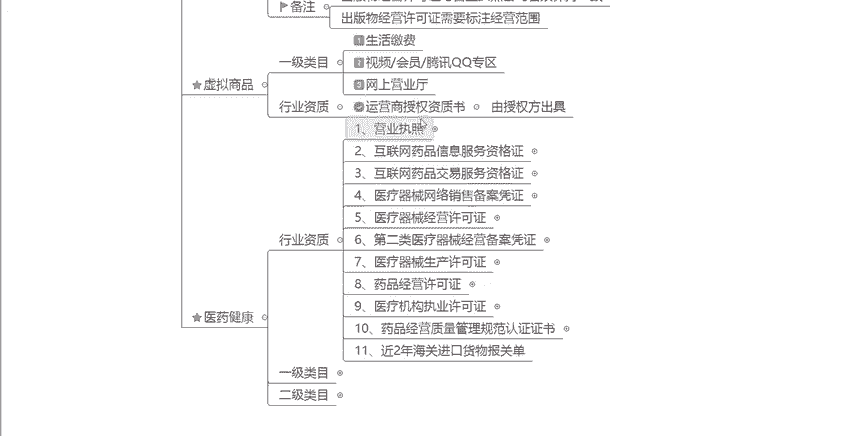 备注
出版物经营许可证需要标注经营范围
虚拟商品
一级类目
1 生活缴费
2 视频/会员/腾讯QQ专区
3 网上营业厅
行业资质
运营商授权资质书
由授权方出具
医药健康
行业资质
1、营业执照
2、互联网药品信息服务资格证
3、互联网药品交易服务资格证
4、医疗器械网络销售备案凭证
5、医疗器械经营许可证
6、第二类医疗器械经营备案凭证
7、医疗器械生产许可证
8、药品经营许可证
9、医疗机构执业许可证
10、药品经营质量管理规范认证证书
11、近2年海关进口货物报关单
一级类目
二级类目